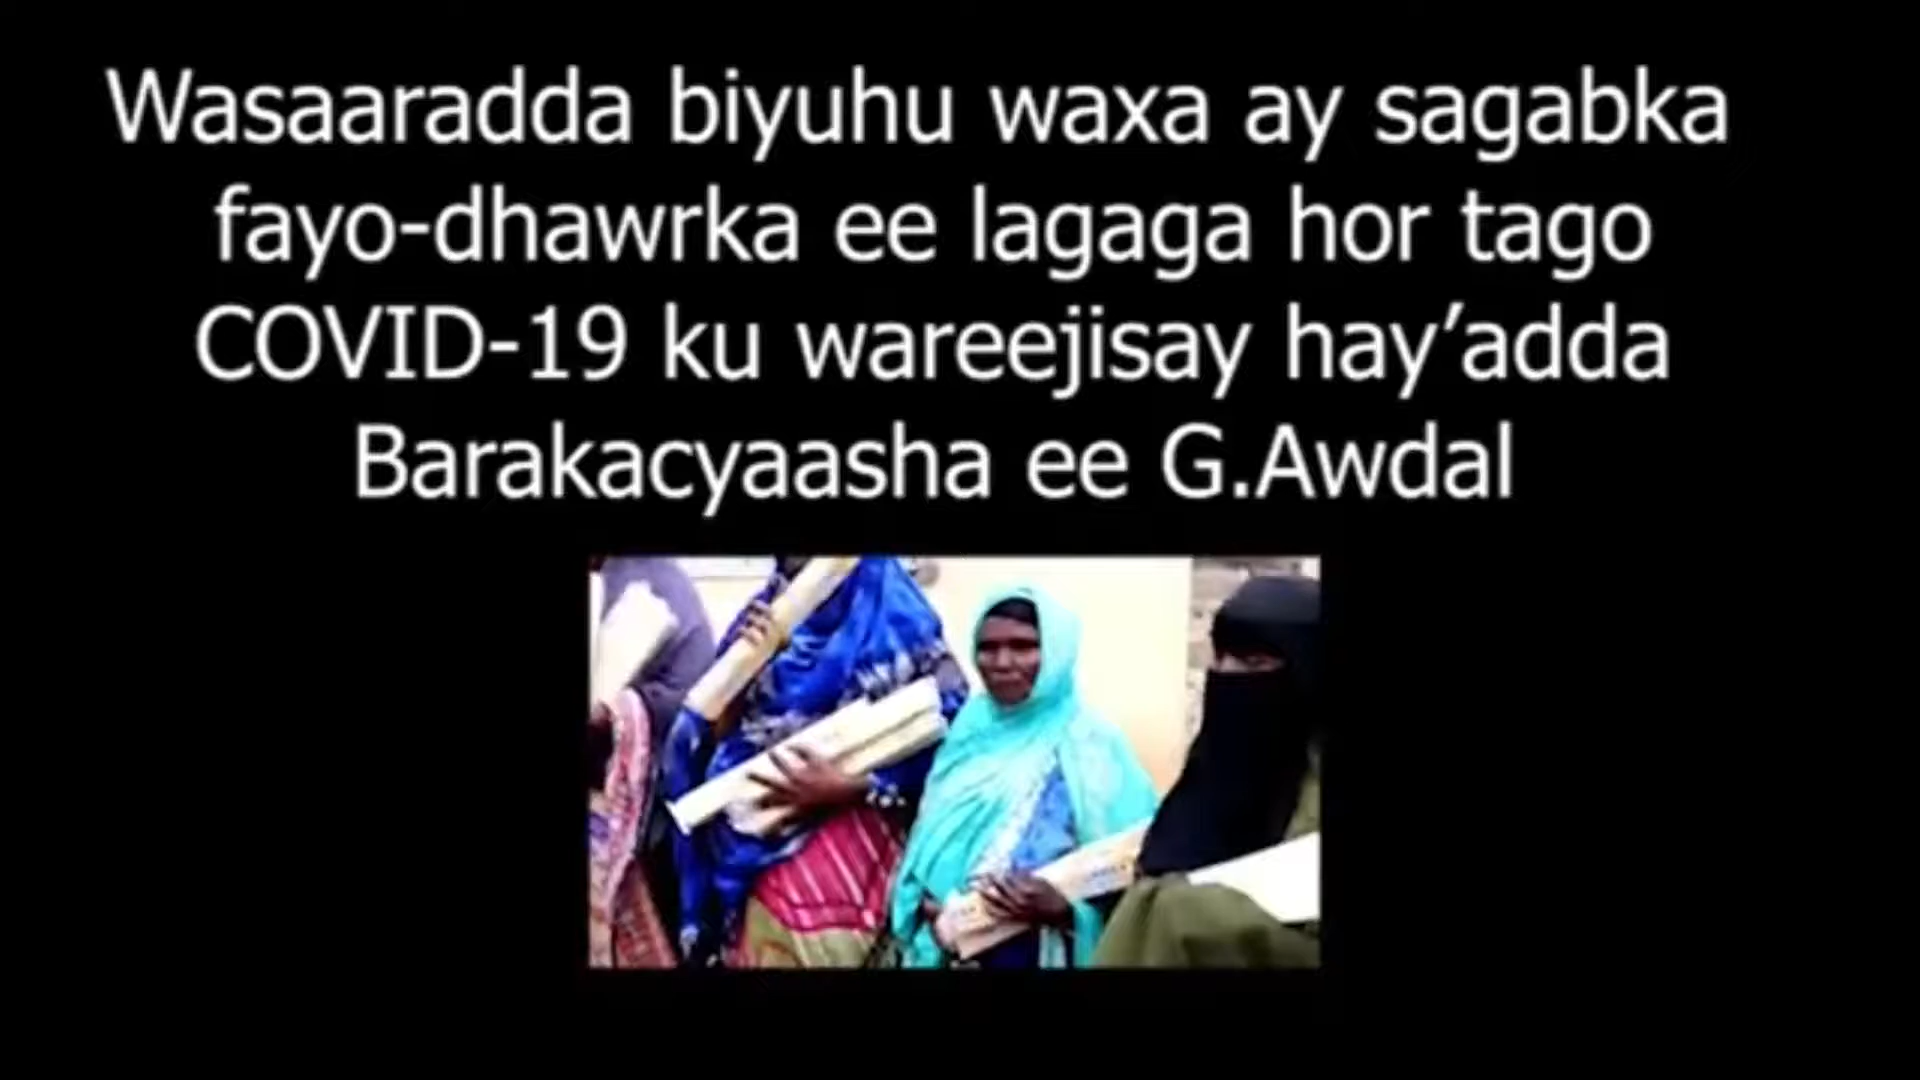 Wasaaradda biyuhu waxa ay sagabka
fayo-dhawrka ee lagaga hor tago
COVID-19 ku wareejisay hay’adda
Barakacyaasha ee G.Awdal